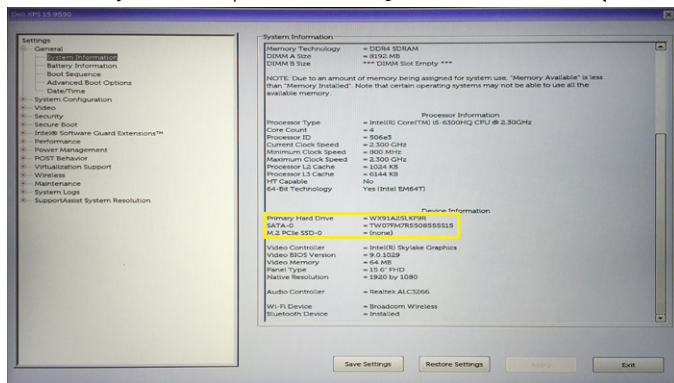 Dell XPS 15 9550
Settings
General
System Information
Battery Information
Boot Sequence
Advanced Boot Options
Date/Time
System Configuration
Video
Security
Secure Boot
Intel® Software Guard Extensions™
Performance
Power Management
POST Behavior
Virtualization Support
Wireless
Maintenance
System Logs
SupportAssist System Resolution
System Information
Memory Technology = DDR4 SDRAM
DIMM A Size = 8192 MB
DIMM B Size *** DIMM Slot Empty ***
NOTE: Due to an amount of memory being assigned for system use, "Memory Available" is less
than "Memory Installed". Note that certain operating systems may not be able to use all the
available memory.
Processor Information
Processor Type = Intel(R) Core(TM) i5-6300HQ CPU @ 2.30GHz
Core Count = 4
Processor ID = 506e3
Current Clock Speed = 2.300 GHz
Minimum Clock Speed = 800 MHz
Maximum Clock Speed = 2.300 GHz
Processor L2 Cache = 1024 KB
Processor L3 Cache = 6144 KB
HT Capable No
64-Bit Technology Yes (Intel EM64T)
Device Information
Primary Hard Drive
SATA-0
M.2 PCIe SSD-0 = (none)
Video Controller = Intel(R) Skylake Graphics
Video BIOS Version = 9.0.1029
Video Memory = 64 MB
Panel Type = 15.6" FHD
Native Resolution = 1920 by 1080
Audio Controller = Realtek ALC3266
Wi-Fi Device = Broadcom Wireless
Bluetooth Device = Installed
Save Settings
Restore Settings
Apply
Exit